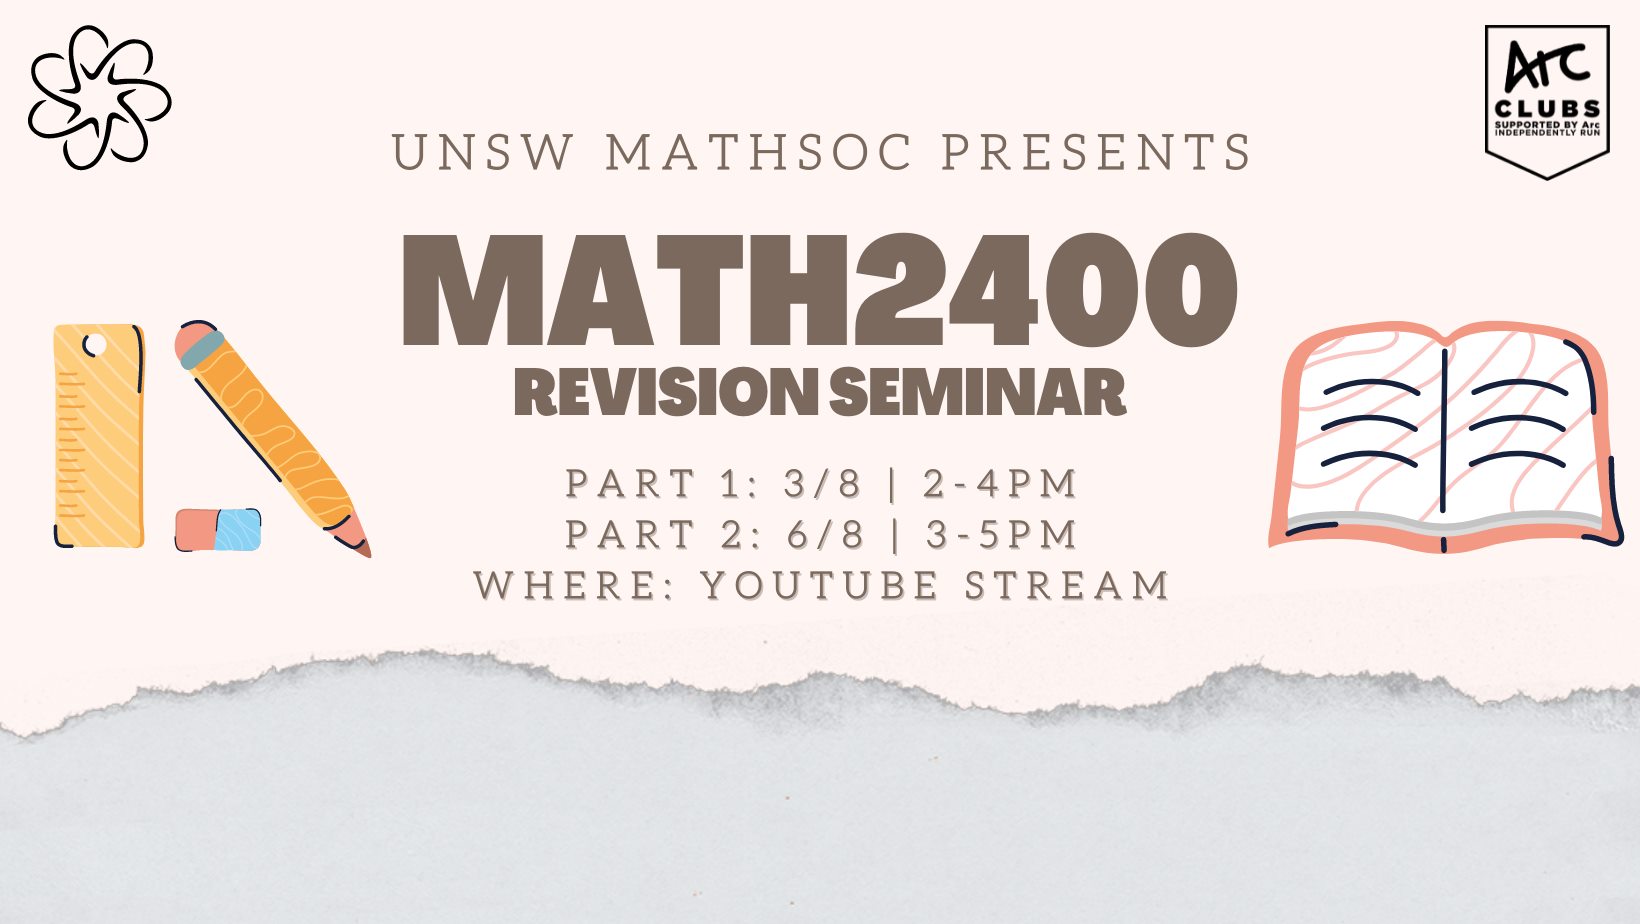 Arc
CLUBS
SUPPORTED BY Arc
INDEPENDENTLY RUN
UNSW MATHSOC PRESENTS
MATH2400
REVISION SEMINAR
PART 1: 3/8 | 2-4PM
PART 2: 6/8 | 3-5PM
WHERE: YOUTUBE STREAM